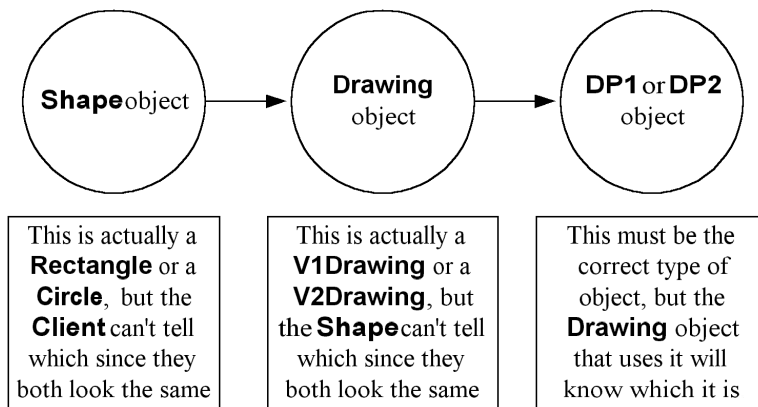 Shape object
Drawing
object
DP1 or DP2
object
This is actually a
Rectangle or a
Circle, but the
Client can't tell
which since they
both look the same
This is actually a
V1Drawing or a
V2Drawing, but
the Shape can't tell
which since they
both look the same
This must be the
correct type of
object, but the
Drawing object
that uses it will
know which it is